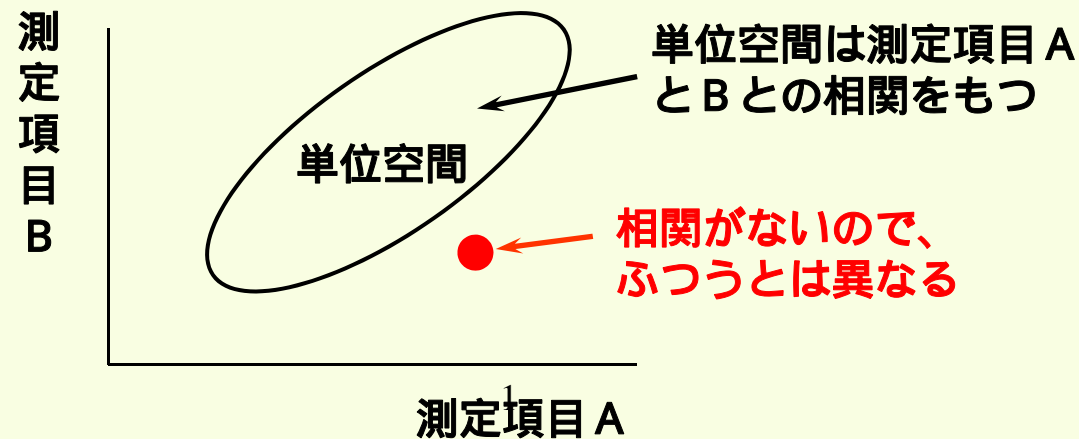 測定項目B
単位空間は測定項目A
とBとの相関をもつ
単位空間
相関がないので、
ふつうとは異なる
1
測定項目A